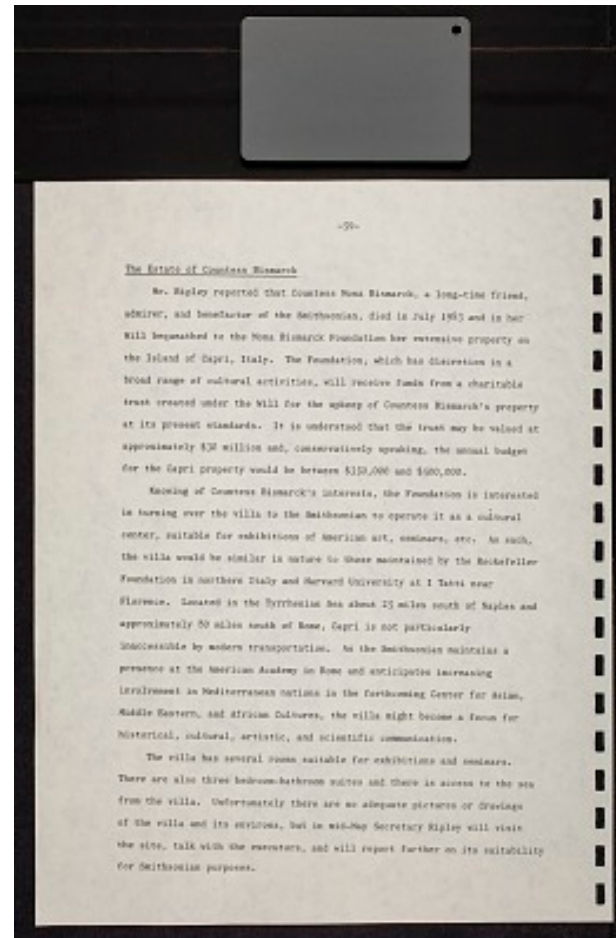 -59-
The Estate of Countess Bismarck
Mr. Ripley reported that Countess Mona Bismarck, a long-time friend,
admirer, and benefactor of the Smithsonian, died in July 1983 and in her
Will bequeathed to the Mona Bismarck Foundation her extensive property on
the Island of Capri, Italy. The Foundation, which has discretion in a
broad range of cultural activities, will receive funds from a charitable
trust created under the Will for the upkeep of Countess Bismarck's property
at its present standards. It is understood that the trust may be valued at
approximately million and, conservatively speaking, the annual budget
for the Capri property would be between $350,000 and $400,000.
Knowing of Countess Bismarck's interests, the Foundation is interested
in turning over the villa to the Smithsonian to operate it as a cultural
center, suitable for exhibitions of American art, seminars, etc. As such,
the villa would be similar in nature to those maintained by the Rockefeller
Foundation in northern Italy and Harvard University at I Tatti near
Florence. Located in the Tyrrhenian Sea about 25 miles south of Naples and
approximately 80 miles south of Rome, Capri is not particularly
inaccessible by modern transportation. As the Smithsonian maintains a
presence at the American Academy in Rome and anticipates increasing
involvement in Mediterranean nations in the forthcoming Center for Asian,
Middle Eastern, and African Cultures, the villa might become a focus for
historical, cultural, artistic, and scientific communication.
The villa has several rooms suitable for exhibitions and seminars.
There are also three bedroom-bathroom suites and there is access to the sea
from the villa. Unfortunately there are no adequate pictures or drawings
of the villa and its environs, but in mid-May Secretary Ripley will visit
the site, talk with the executors, and will report further on its suitability
for Smithsonian purposes.